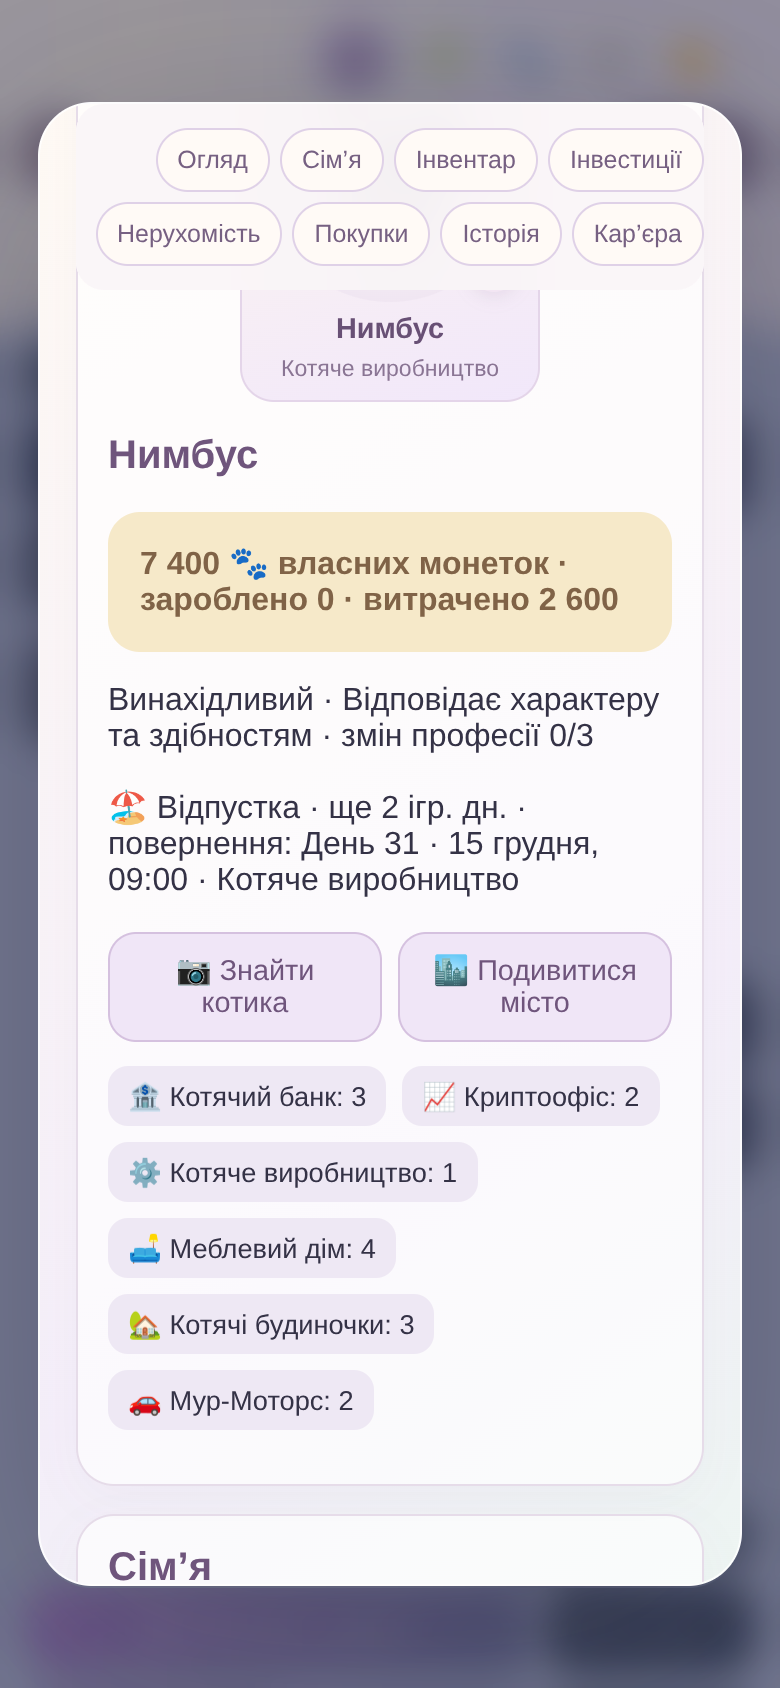 Огляд Сім’я Інвентар Інвестиції
Нерухомість Покупки Історія Кар’єра
Нимбус
Котяче виробництво
Нимбус
7 400 🐾 власних монеток ·
зароблено 0 · витрачено 2 600
Винахідливий · Відповідає характеру
та здібностям · змін професії 0/3
🏖️ Відпустка · ще 2 ігр. дн. ·
повернення: День 31 · 15 грудня,
09:00 · Котяче виробництво
📷 Знайти
котика
🏙️ Подивитися
місто
🏦 Котячий банк: 3
📈 Криптоофіс: 2
⚙️ Котяче виробництво: 1
🛋️ Меблевий дім: 4
🏡 Котячі будиночки: 3
🚗 Мур-Моторс: 2
Сім’я